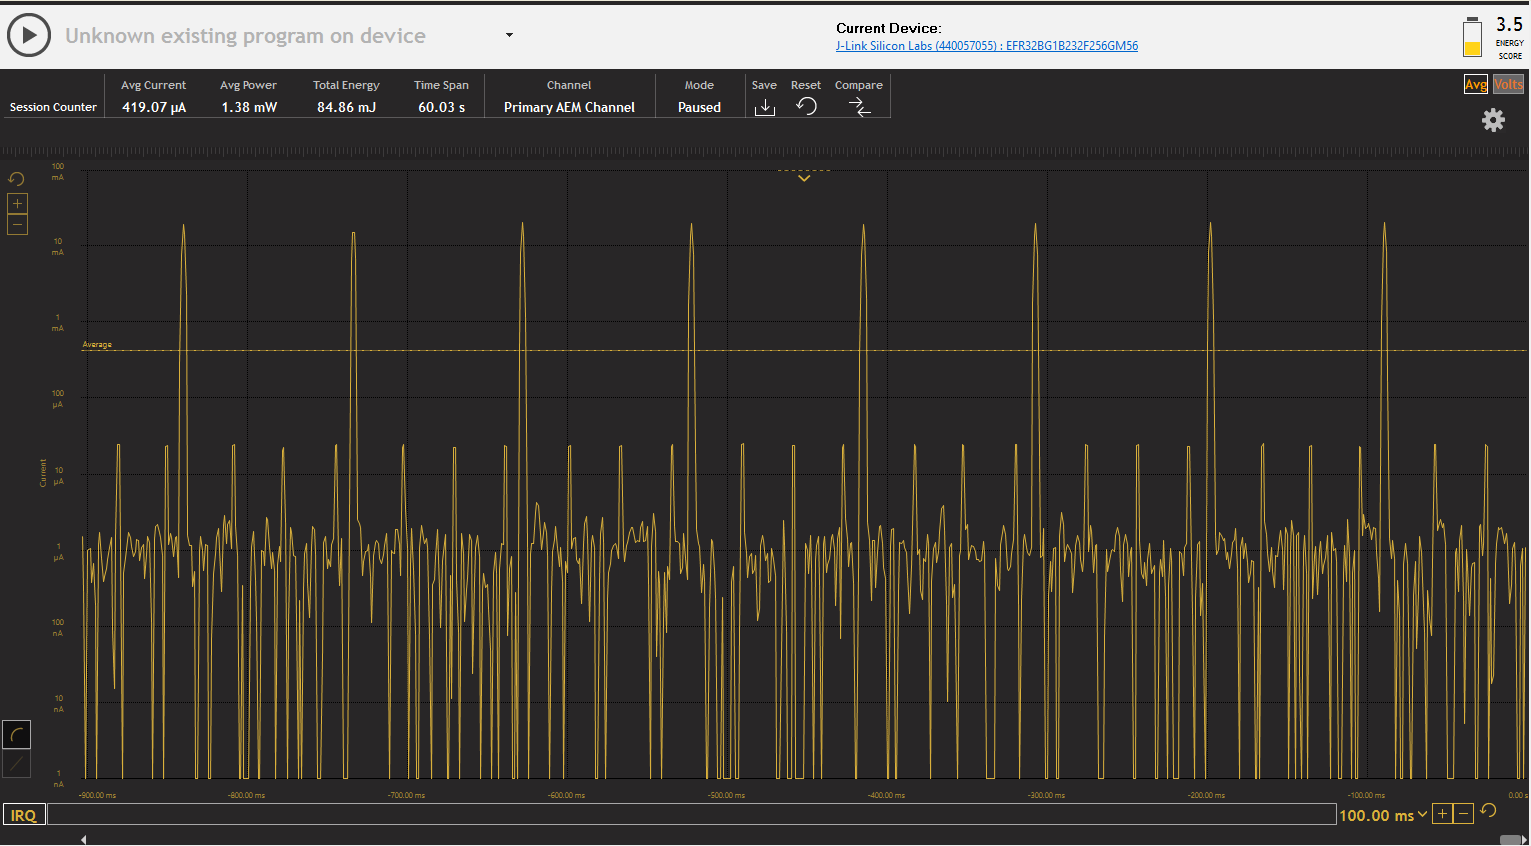 Unknown existing program on device
Current Device:
J-Link Silicon Labs (440057055) : EFR32BG1B232F256GM56
3.5
ENERGY
SCORE
Session Counter
Avg Current
419.07 µA
Avg Power
1.38 mW
Total Energy
84.86 mJ
Time Span
60.03 s
Channel
Primary AEM Channel
Mode
Paused
Save
Reset
Compare
Avg
Volts
100
mA
10
mA
1
mA
Average
100
µA
Current
10
µA
1
µA
100
nA
10
nA
1
nA
-900.00 ms
-800.00 ms
-700.00 ms
-600.00 ms
-500.00 ms
-400.00 ms
-300.00 ms
-200.00 ms
-100.00 ms
0.00 s
IRQ
100.00 ms